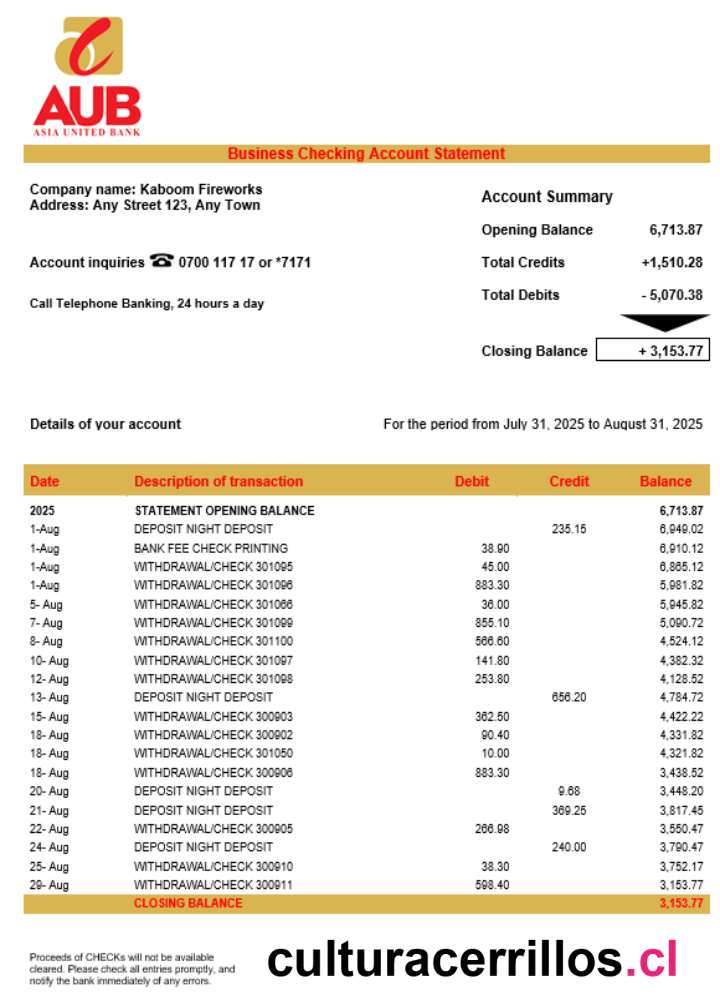 AUB
ASIA UNITED BANK
Business Checking Account Statement
Company name: Kaboom Fireworks
Address: Any Street 123, Any Town
Account inquiries ☎ 0700 117 17 or *7171
Call Telephone Banking, 24 hours a day
Account Summary
Opening Balance 6,713.87
Total Credits +1,510.28
Total Debits - 5,070.38
Closing Balance + 3,153.77
Details of your account For the period from July 31, 2025 to August 31, 2025
Date Description of transaction Debit Credit Balance
2025 STATEMENT OPENING BALANCE 6,713.87
1-Aug DEPOSIT NIGHT DEPOSIT 235.15 6,949.02
1-Aug BANK FEE CHECK PRINTING 38.90 6,910.12
1-Aug WITHDRAWAL/CHECK 301095 45.00 6,865.12
1-Aug WITHDRAWAL/CHECK 301096 883.30 5,981.82
5- Aug WITHDRAWAL/CHECK 301066 36.00 5,945.82
7- Aug WITHDRAWAL/CHECK 301099 855.10 5,090.72
8- Aug WITHDRAWAL/CHECK 301100 566.60 4,524.12
10- Aug WITHDRAWAL/CHECK 301097 141.80 4,382.32
12- Aug WITHDRAWAL/CHECK 301098 253.80 4,128.52
13- Aug DEPOSIT NIGHT DEPOSIT 656.20 4,784.72
15- Aug WITHDRAWAL/CHECK 300903 362.50 4,422.22
18- Aug WITHDRAWAL/CHECK 300902 90.40 4,331.82
18- Aug WITHDRAWAL/CHECK 301050 10.00 4,321.82
18- Aug WITHDRAWAL/CHECK 300906 883.30 3,438.52
20- Aug DEPOSIT NIGHT DEPOSIT 9.68 3,448.20
21- Aug DEPOSIT NIGHT DEPOSIT 369.25 3,817.45
22- Aug WITHDRAWAL/CHECK 300905 266.98 3,550.47
24- Aug DEPOSIT NIGHT DEPOSIT 240.00 3,790.47
25- Aug WITHDRAWAL/CHECK 300910 38.30 3,752.17
29- Aug WITHDRAWAL/CHECK 300911 598.40 3,153.77
CLOSING BALANCE 3,153.77
Proceeds of CHECKs will not be available
cleared. Please check all entries promptly, and
notify the bank immediately of any errors.
culturacerrillos.cl